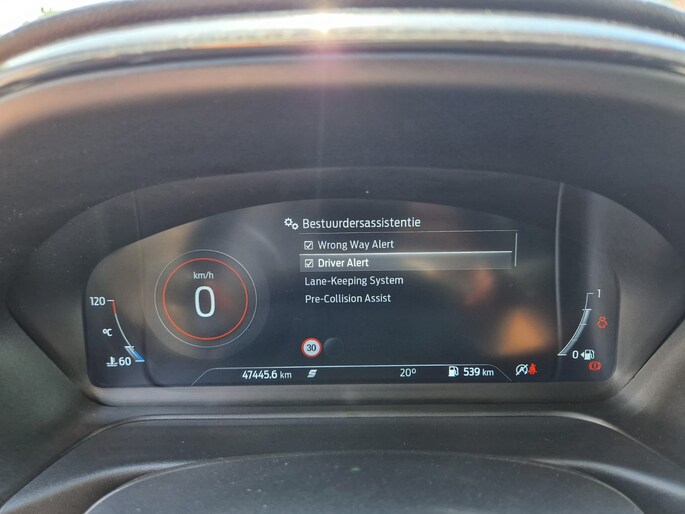 Bestuurdersassistentie
Wrong Way Alert
Driver Alert
Lane-Keeping System
Pre-Collision Assist
km/h
0
120
°C
60
30
1
0
47445.6 km
20°
539 km